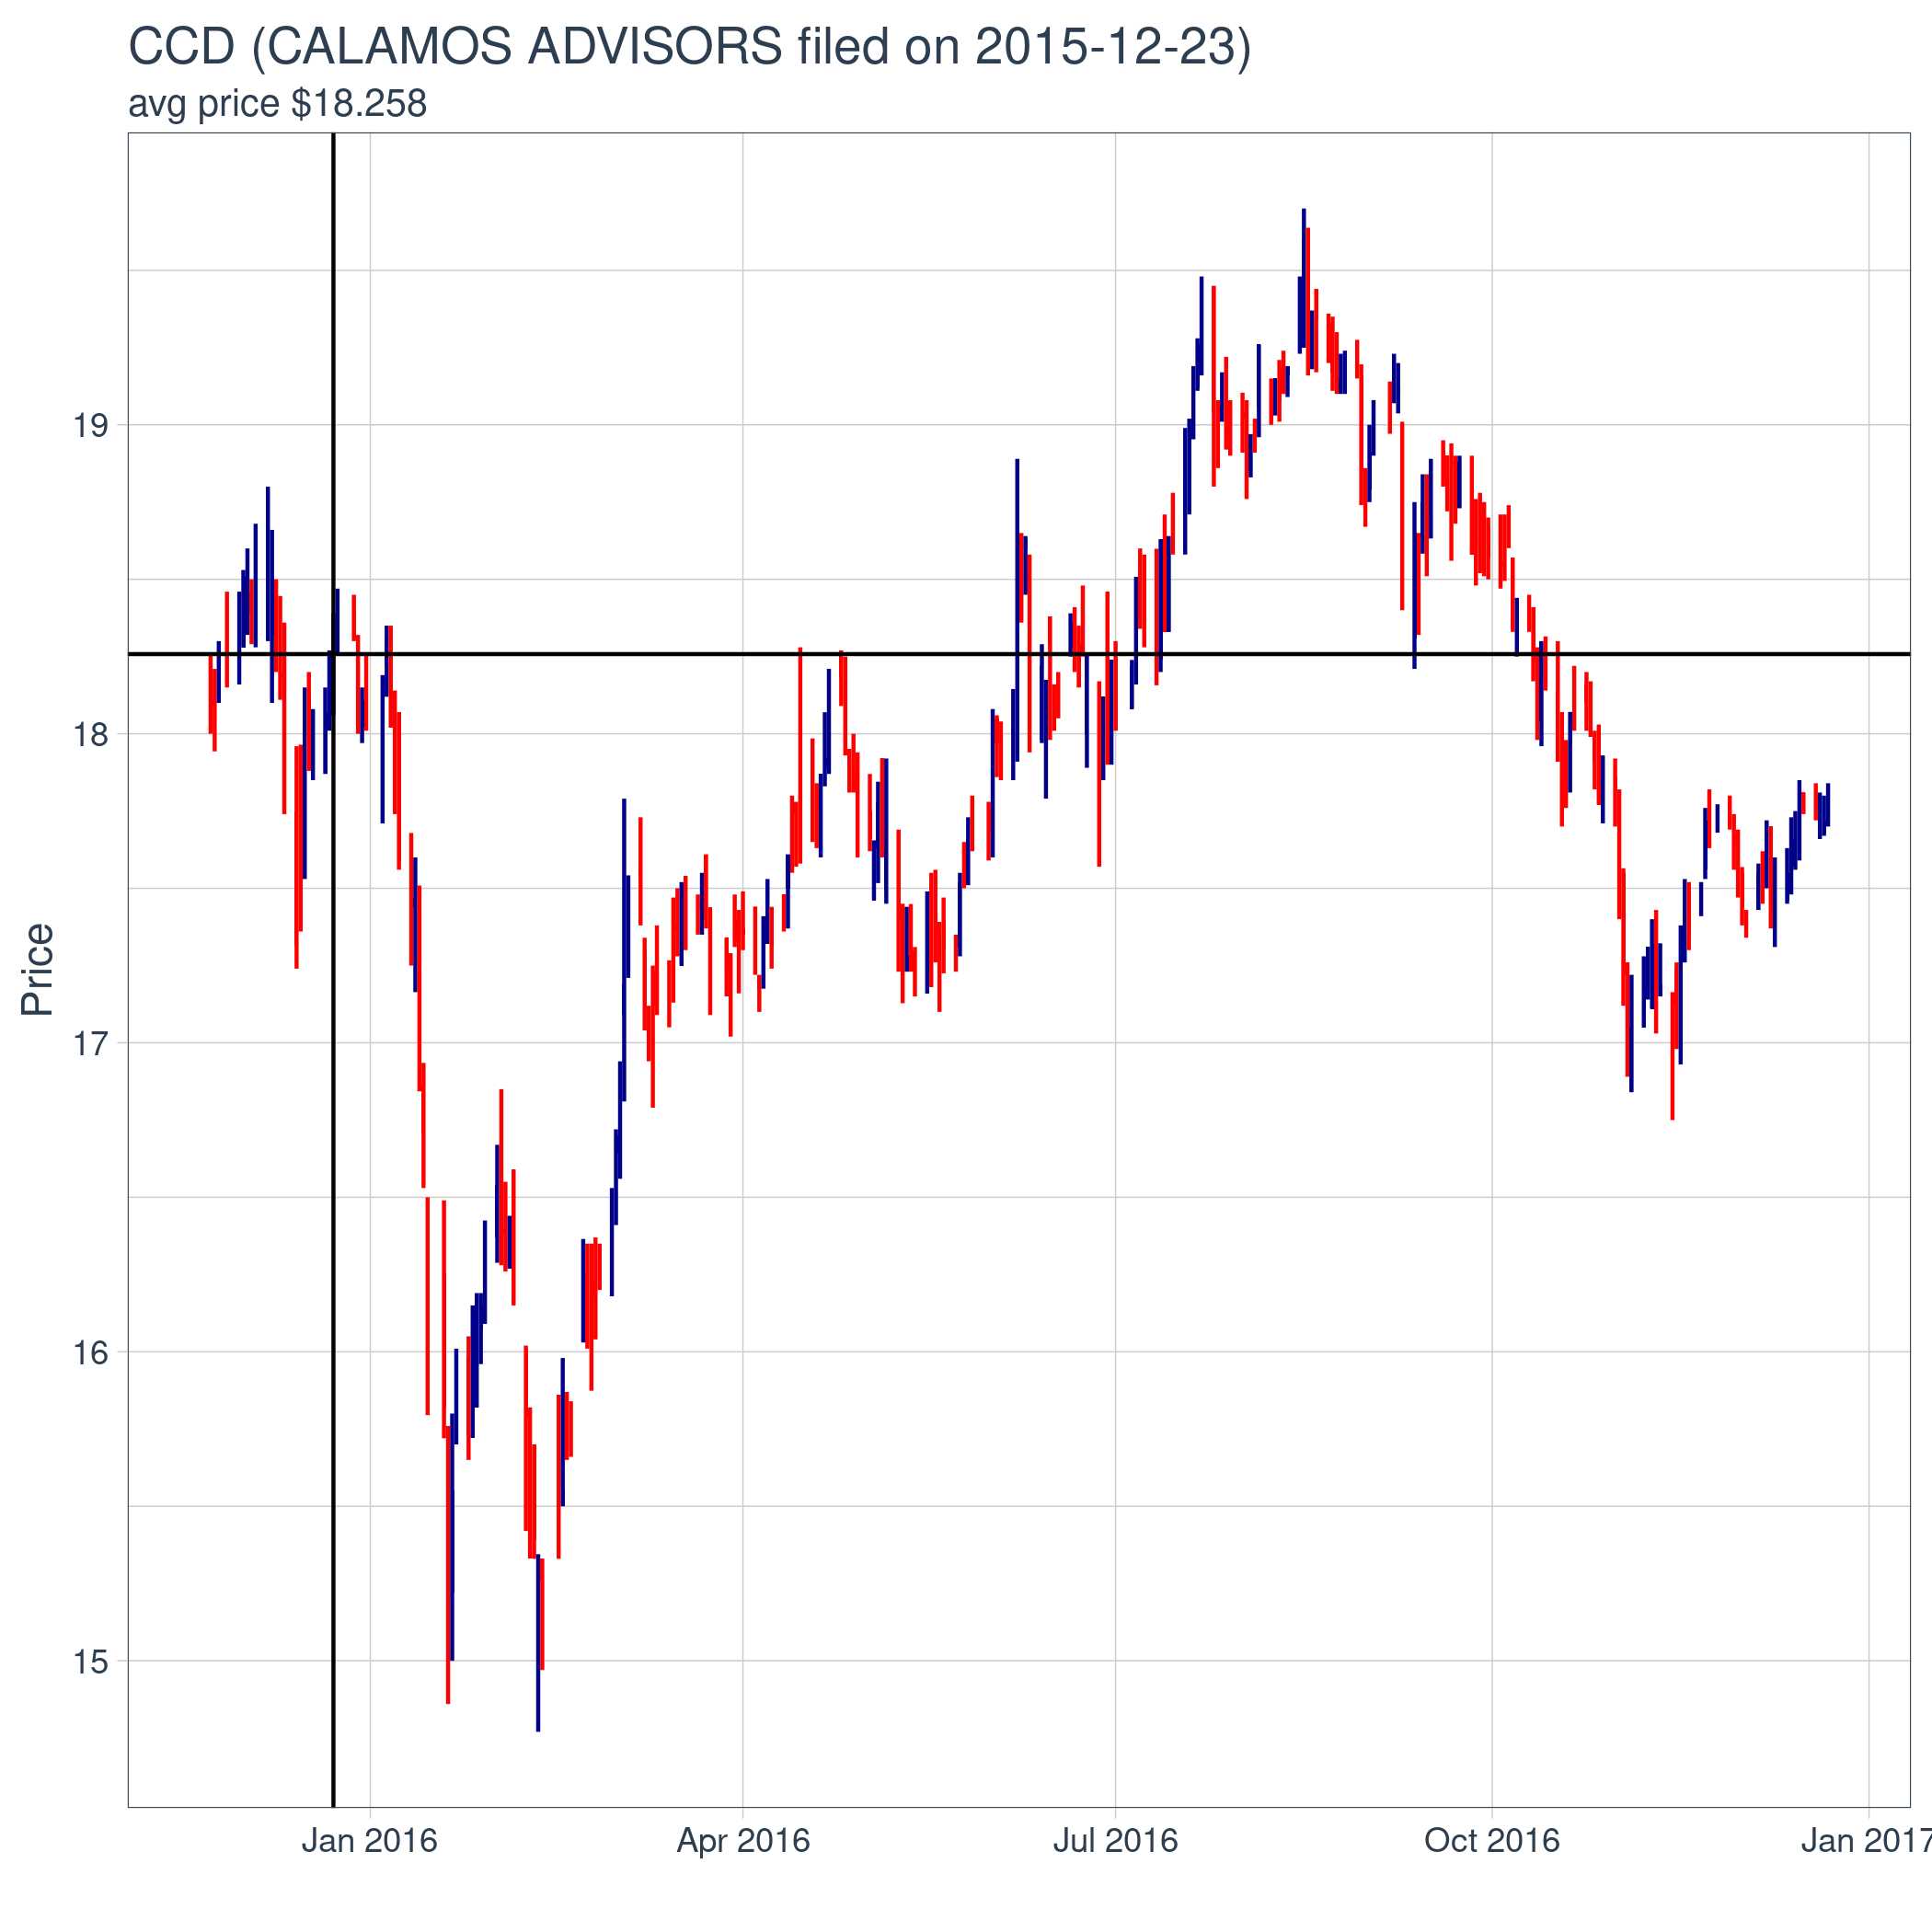 CCD (CALAMOS ADVISORS filed on 2015-12-23)
avg price $18.258
Price
19
18
17
16
15
Jan 2016
Apr 2016
Jul 2016
Oct 2016
Jan 2017